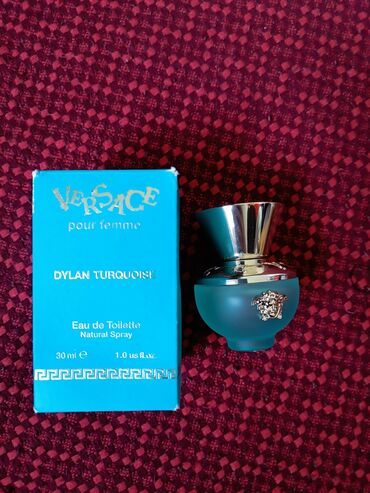 VERSACE
pour femme
DYLAN TURQUOISE
Eau de Toilette
Natural Spray
30 ml ℮ 1.0 us fl.oz.